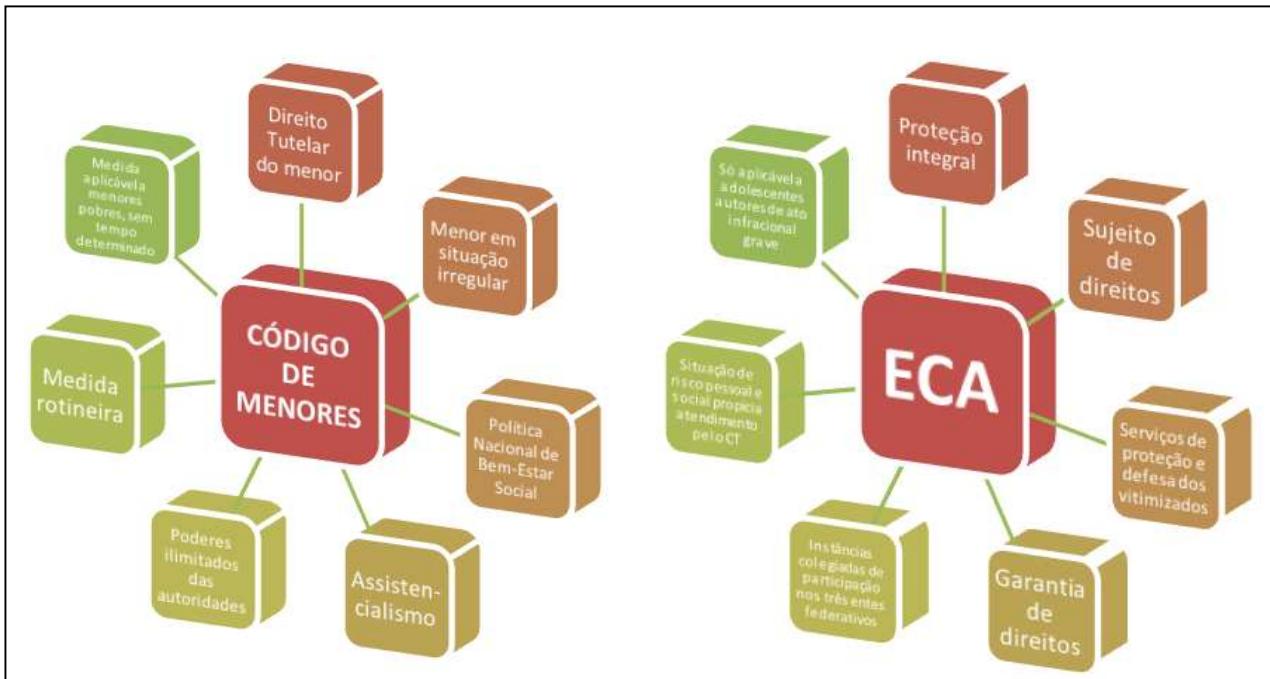 Direito
Tutelar
do menor
Menor em
situação
irregular
Política
Nacional de
Bem-Estar
Social
Assisten-
cialismo
Poderes
ilimitados
das
autoridades
Medida
rotineira
Medida
aplicável a
menores
pobres, sem
tempo
determinado
CÓDIGO
DE
MENORES
Proteção
integral
Sujeito
de
direitos
Serviços de
proteção e
defesa dos
vitimizados
Garantia
de
direitos
Instâncias
colegiadas de
participação
nos três entes
federativos
Situação de
risco pessoal e
social propicia
atendimento
pelo CT
Só aplicável a
adolescentes
autores de ato
infracional
grave
ECA